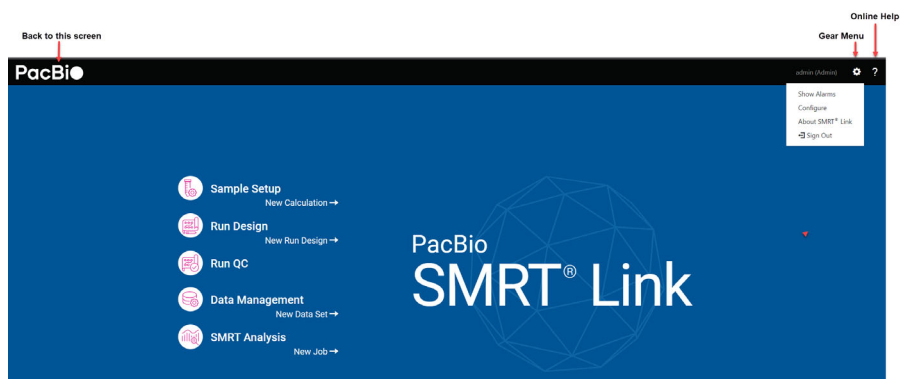 Online Help
Back to this screen
Gear Menu
PacBio
admin (Admin)
?
Show Alarms
Configure
About SMRT® Link
Sign Out
Sample Setup
New Calculation →
Run Design
New Run Design →
Run QC
Data Management
New Data Set →
SMRT Analysis
New Job →
PacBio
SMRT® Link